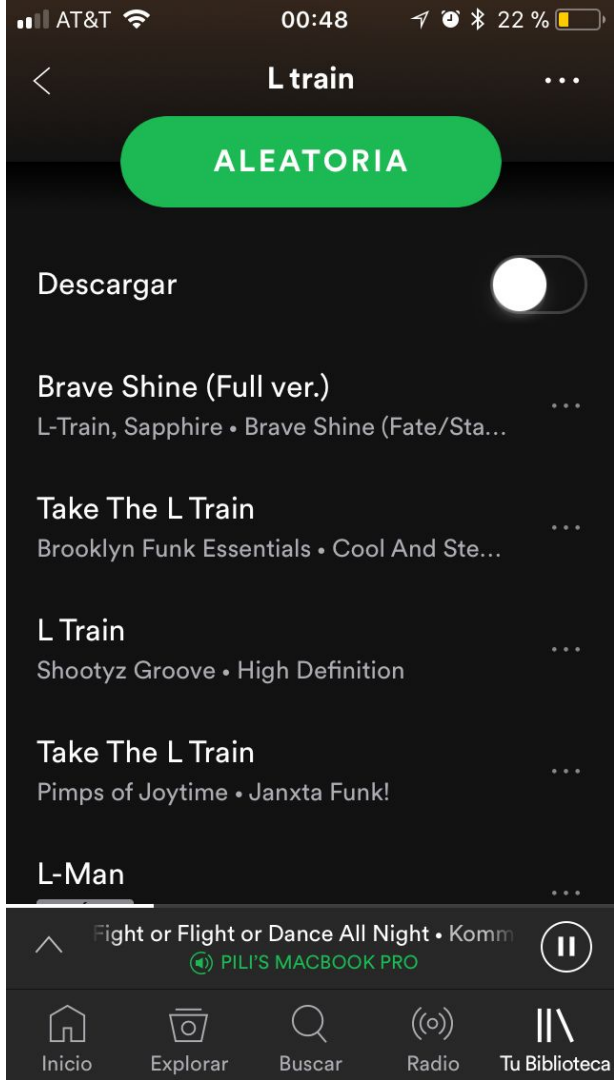 AT&T 00:48 22 %
L train
ALEATORIA
Descargar
Brave Shine (Full ver.)
L-Train, Sapphire • Brave Shine (Fate/Sta...
Take The L Train
Brooklyn Funk Essentials • Cool And Ste...
L Train
Shootyz Groove • High Definition
Take The L Train
Pimps of Joytime • Janxta Funk!
L-Man
Fight or Flight or Dance All Night • Komm
PILI'S MACBOOK PRO
Inicio Explorar Buscar Radio Tu Biblioteca